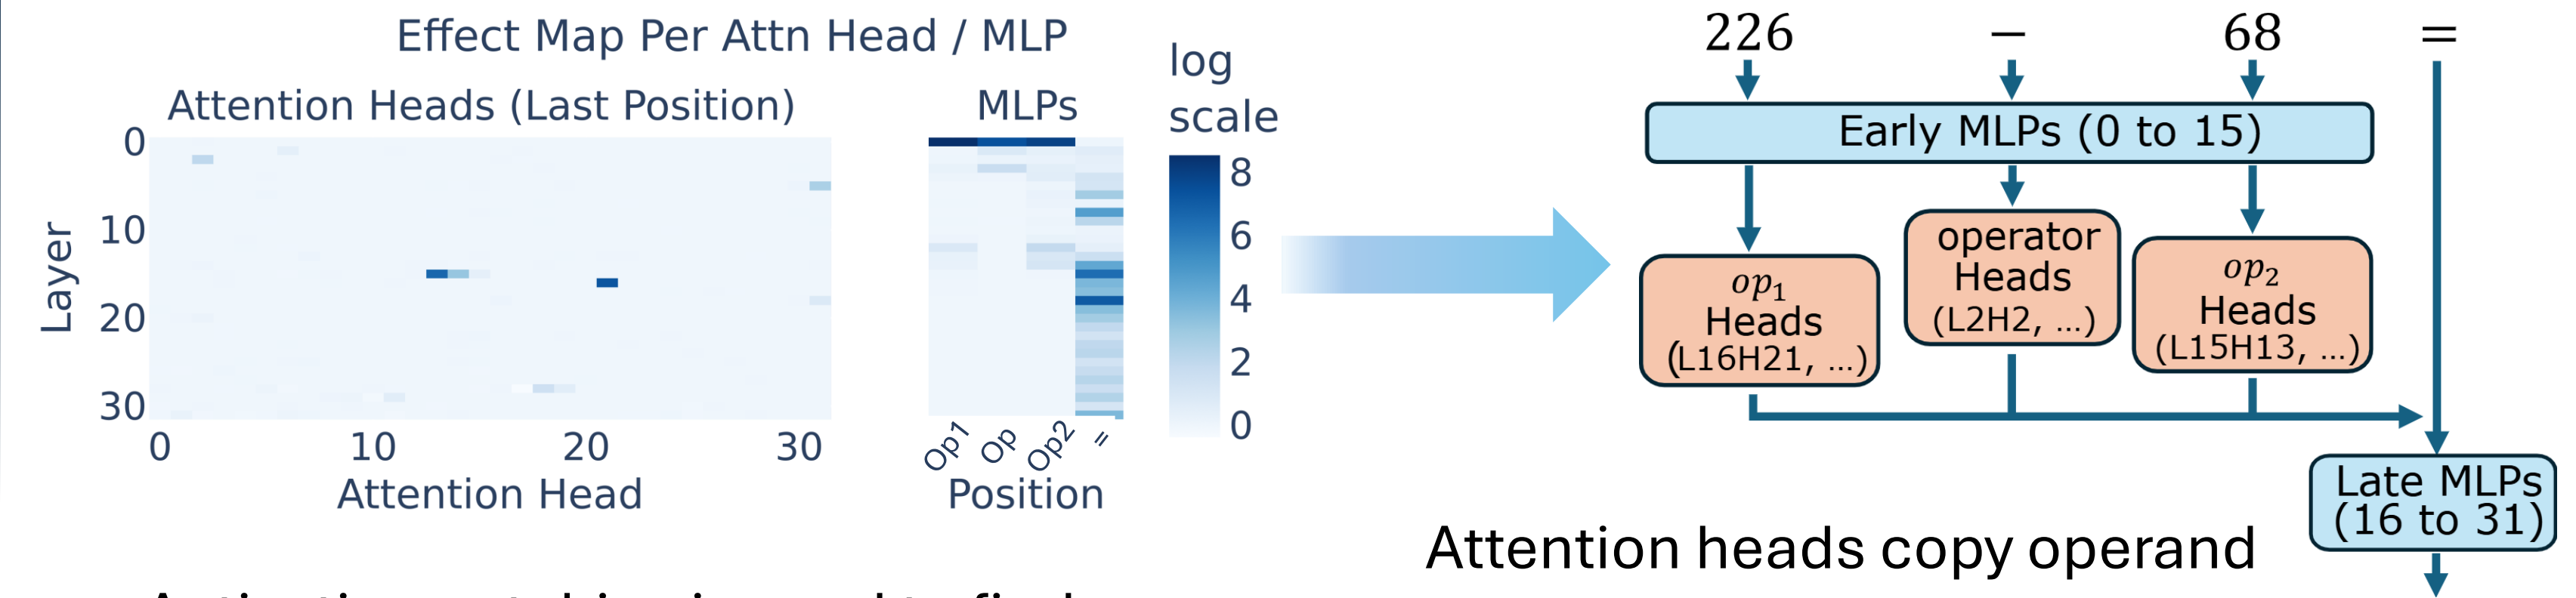 Effect Map Per Attn Head / MLP
Attention Heads (Last Position)
MLPs
log
scale
0
10
20
30
Layer
0
10
20
30
Attention Head
Op1
Op
Op2
=
Position
8
6
4
2
0
226
−
68
=
Early MLPs (0 to 15)
op₁
Heads
(L16H21, ...)
operator
Heads
(L2H2, ...)
op₂
Heads
(L15H13, ...)
Late MLPs
(16 to 31)
Attention heads copy operand